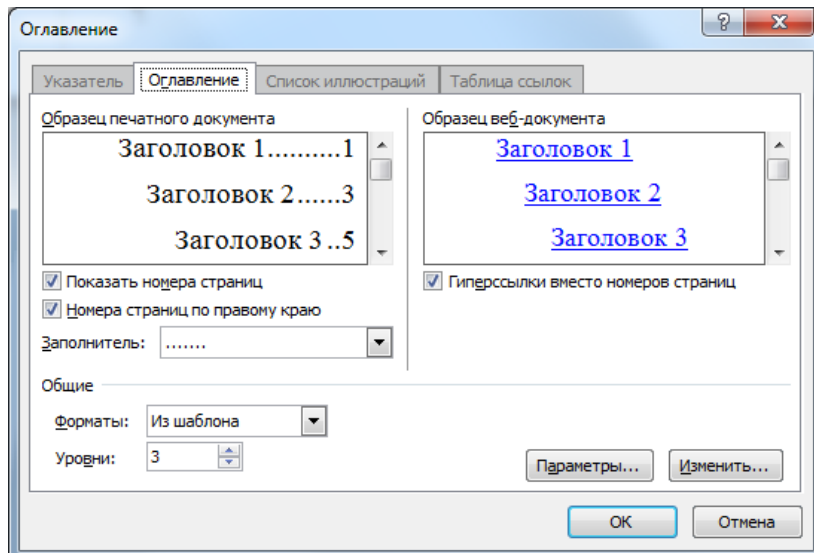 Оглавление
Указатель Оглавление Список иллюстраций Таблица ссылок
Образец печатного документа
Заголовок 1..........1
Заголовок 2......3
Заголовок 3..5
Показать номера страниц
Номера страниц по правому краю
Заполнитель: .......
Образец веб-документа
Заголовок 1
Заголовок 2
Заголовок 3
Гиперссылки вместо номеров страниц
Общие
Форматы: Из шаблона
Уровни: 3
Параметры... Изменить...
ОК Отмена